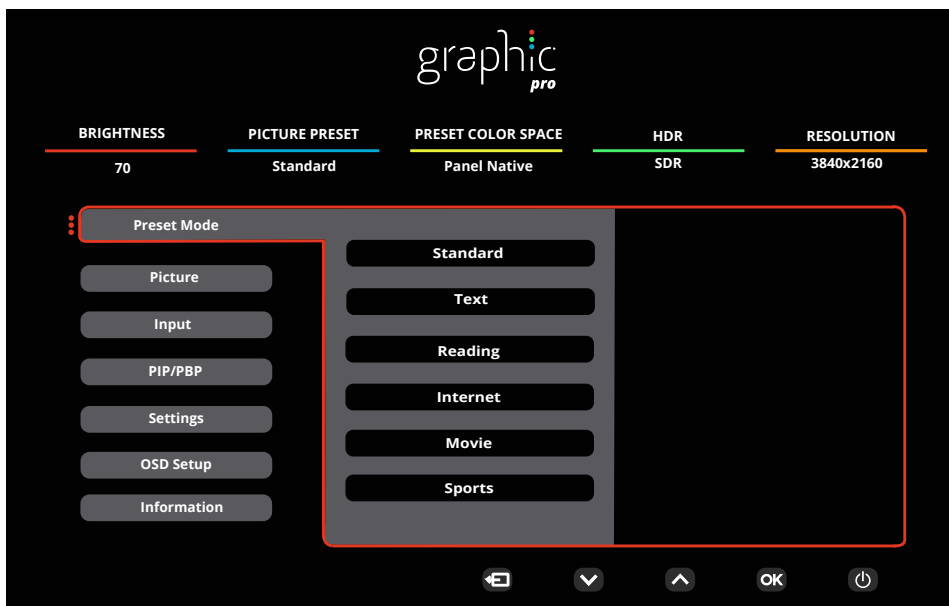 graphic
pro
BRIGHTNESS
PICTURE PRESET
PRESET COLOR SPACE
HDR
RESOLUTION
70
Standard
Panel Native
SDR
3840x2160
Preset Mode
Picture
Input
PIP/PBP
Settings
OSD Setup
Information
Standard
Text
Reading
Internet
Movie
Sports
OK